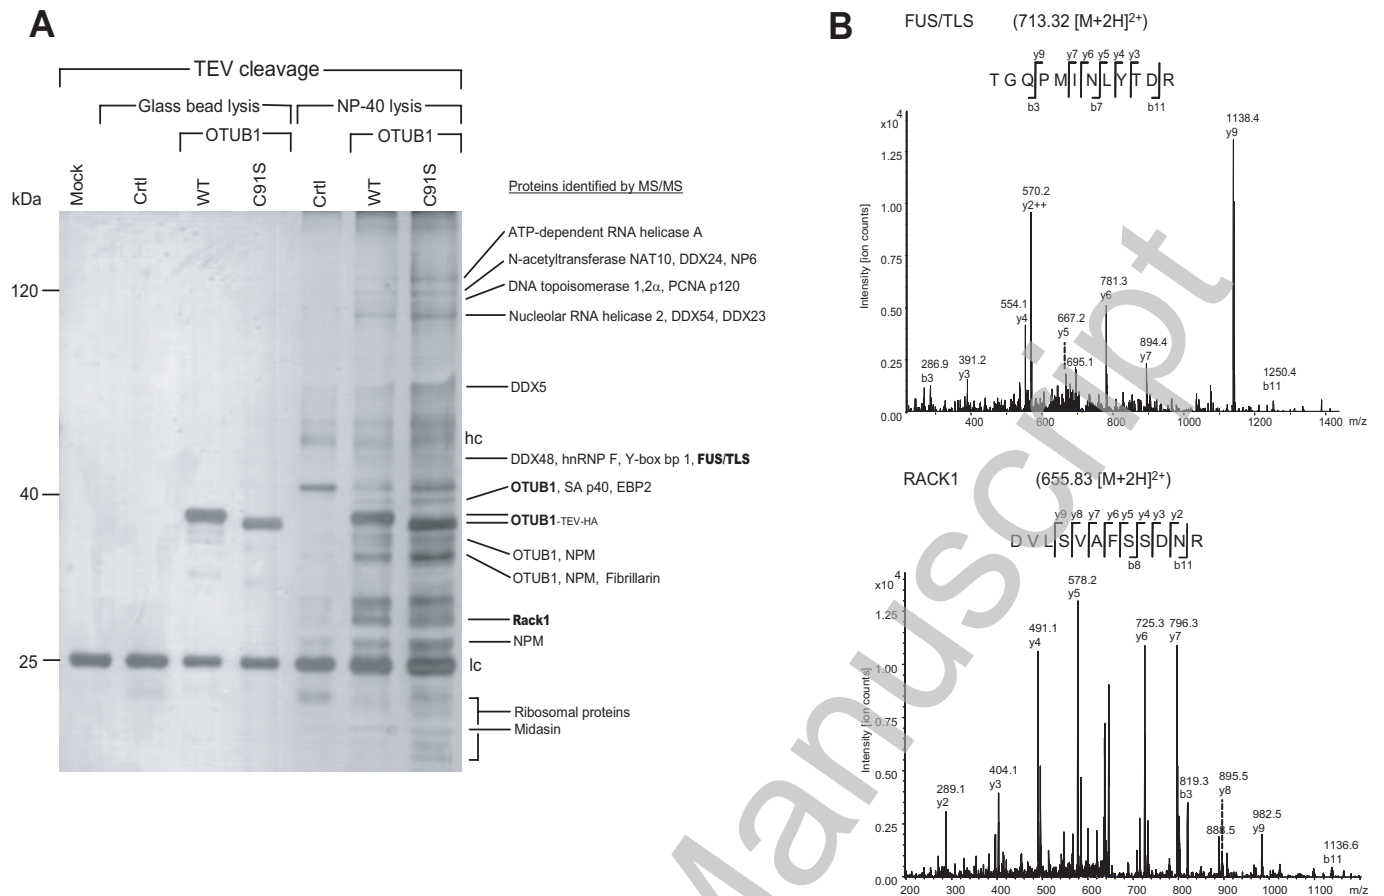 A
TEV cleavage
Glass bead lysis
NP-40 lysis
OTUB1
OTUB1
kDa
Mock
Crtl
WT
C91S
Crtl
WT
C91S
Proteins identified by MS/MS
ATP-dependent RNA helicase A
N-acetyltransferase NAT10, DDX24, NP6
120
DNA topoisomerase 1,2α, PCNA p120
Nucleolar RNA helicase 2, DDX54, DDX23
DDX5
hc
DDX48, hnRNP F, Y-box bp 1, FUS/TLS
40
OTUB1, SA p40, EBP2
OTUB1-TEV-HA
OTUB1, NPM
OTUB1, NPM, Fibrillarin
Rack1
NPM
25
lc
Ribosomal proteins
Midasin
B
FUS/TLS (713.32 [M+2H]2+)
y9 y7 y6 y5 y4 y3
T G Q P M I N L Y T D R
b3 b7 b11
x10 4
1.25
1.00
0.75
0.50
0.25
0.00
Intensity [ion counts]
1138.4
y9
570.2
y2++
554.1
y4
667.2
y5
781.3
y6
695.1
894.4
y7
286.9
b3
391.2
y3
1250.4
b11
400 600 800 1000 1200 1400 m/z
RACK1 (655.83 [M+2H]2+)
y9 y8 y7 y6 y5 y4 y3 y2
D V L S V A F S S D N R
b8 b11
x10 4
1.25
1.00
0.75
0.50
0.25
0.00
Intensity [ion counts]
578.2
y5
491.1
y4
725.3
y6
796.3
y7
404.1
y3
289.1
y2
819.3
b3
895.5
y8
888.5
982.5
y9
1136.6
b11
200 300 400 500 600 700 800 900 1000 1100 m/z
Manuscript